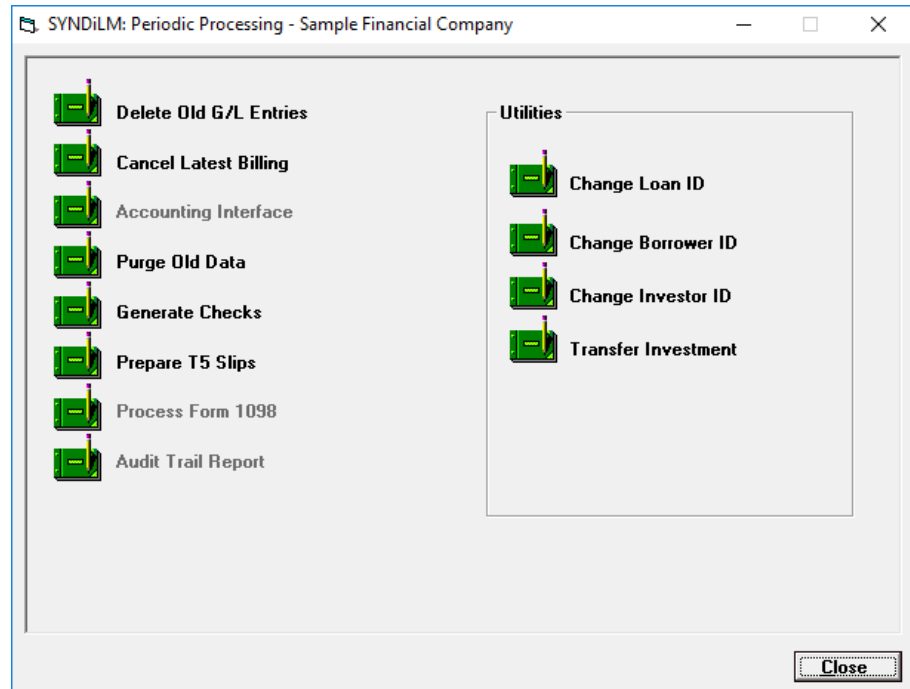 SYNDiLM: Periodic Processing - Sample Financial Company
Delete Old G/L Entries
Cancel Latest Billing
Accounting Interface
Purge Old Data
Generate Checks
Prepare T5 Slips
Process Form 1098
Audit Trail Report
Utilities
Change Loan ID
Change Borrower ID
Change Investor ID
Transfer Investment
Close